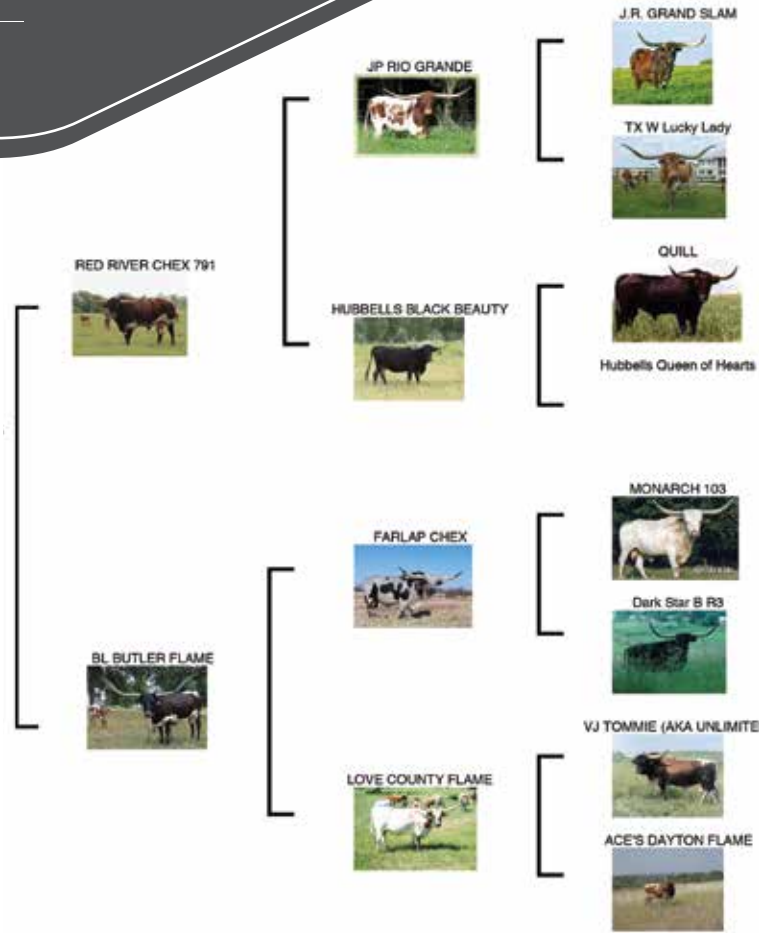 J.R. GRAND SLAM
JP RIO GRANDE
TX W Lucky Lady
RED RIVER CHEX 791
QUILL
HUBBELLS BLACK BEAUTY
Hubbells Queen of Hearts
MONARCH 103
FARLAP CHEX
Dark Star B R3
BL BUTLER FLAME
VJ TOMMIE (AKA UNLIMITE
LOVE COUNTY FLAME
ACE'S DAYTON FLAME